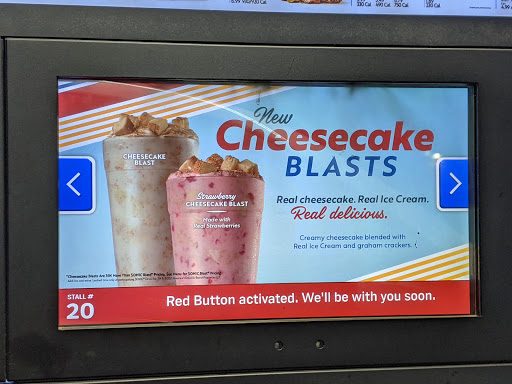 330 Cal
New
Cheesecake
BLASTS
CHEESECAKE
BLAST
Strawberry
CHEESECAKE BLAST
Made with
Real Strawberries
Real cheesecake. Real Ice Cream.
Real delicious.
Creamy cheesecake blended with
Real Ice Cream and graham crackers.
STALL #
20
Red Button activated. We'll be with you soon.